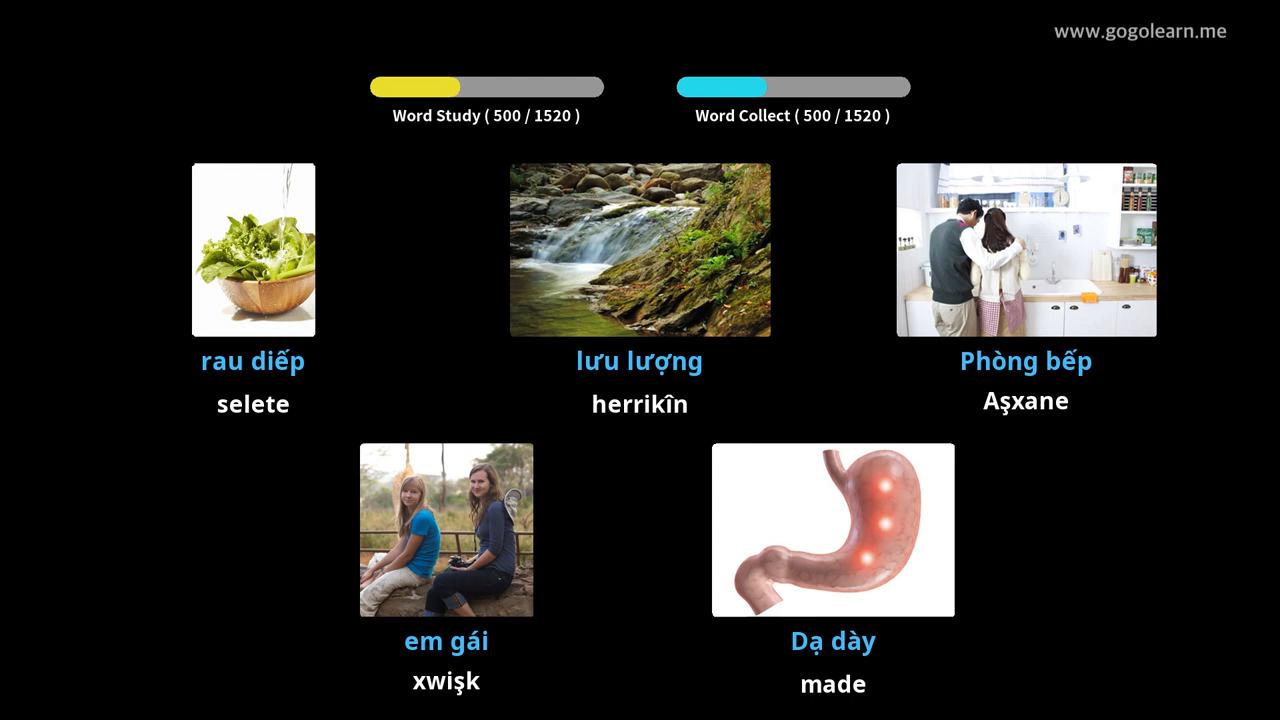 www.gogolearn.me
Word Study ( 500 / 1520 )
Word Collect ( 500 / 1520 )
rau diếp
selete
lưu lượng
herrikîn
Phòng bếp
Aşxane
em gái
xwişk
Dạ dày
made